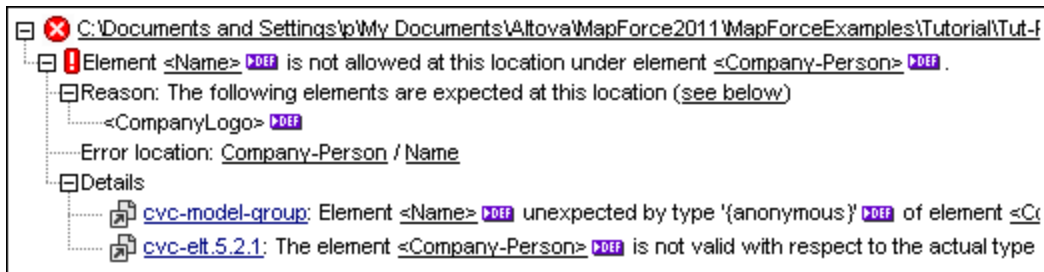 C:\Documents and Settings\p\My Documents\Altova\MapForce2011\MapForceExamples\Tutorial\Tut-
Element <Name> DEF is not allowed at this location under element <Company-Person> DEF .
Reason: The following elements are expected at this location (see below)
<CompanyLogo> DEF
Error location: Company-Person / Name
Details
cvc-model-group: Element <Name> DEF unexpected by type '{anonymous}' DEF of element
cvc-elt.5.2.1: The element <Company-Person> DEF is not valid with respect to the actual type